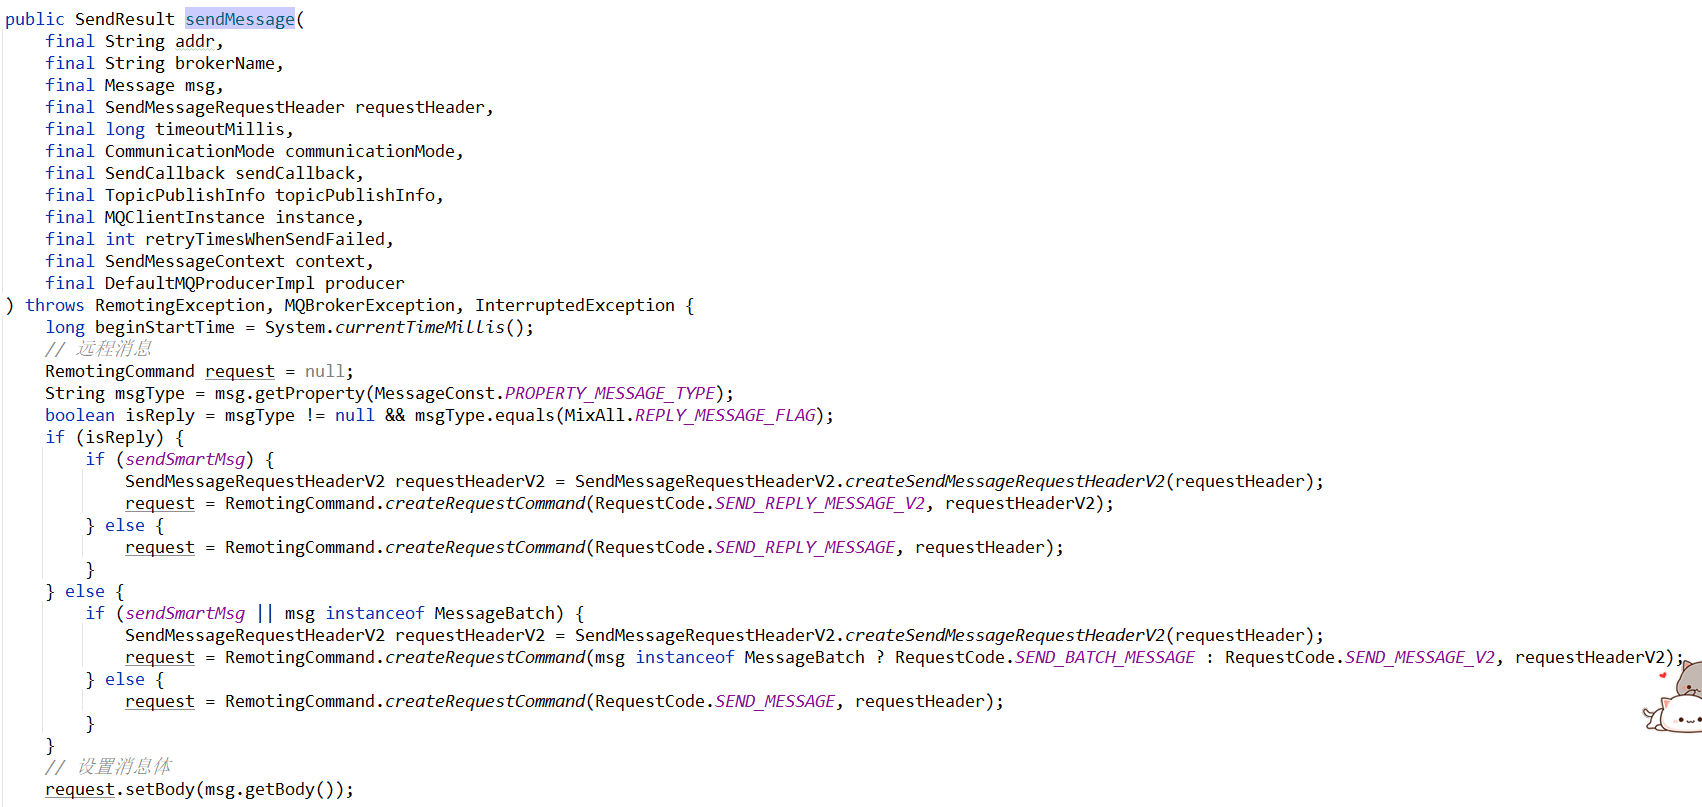 public SendResult sendMessage(
    final String addr,
    final String brokerName,
    final Message msg,
    final SendMessageRequestHeader requestHeader,
    final long timeoutMillis,
    final CommunicationMode communicationMode,
    final SendCallback sendCallback,
    final TopicPublishInfo topicPublishInfo,
    final MQClientInstance instance,
    final int retryTimesWhenSendFailed,
    final SendMessageContext context,
    final DefaultMQProducerImpl producer
) throws RemotingException, MQBrokerException, InterruptedException {
    long beginStartTime = System.currentTimeMillis();
    // 远程消息
    RemotingCommand request = null;
    String msgType = msg.getProperty(MessageConst.PROPERTY_MESSAGE_TYPE);
    boolean isReply = msgType != null && msgType.equals(MixAll.REPLY_MESSAGE_FLAG);
    if (isReply) {
        if (sendSmartMsg) {
            SendMessageRequestHeaderV2 requestHeaderV2 = SendMessageRequestHeaderV2.createSendMessageRequestHeaderV2(requestHeader);
            request = RemotingCommand.createRequestCommand(RequestCode.SEND_REPLY_MESSAGE_V2, requestHeaderV2);
        } else {
            request = RemotingCommand.createRequestCommand(RequestCode.SEND_REPLY_MESSAGE, requestHeader);
        }
    } else {
        if (sendSmartMsg || msg instanceof MessageBatch) {
            SendMessageRequestHeaderV2 requestHeaderV2 = SendMessageRequestHeaderV2.createSendMessageRequestHeaderV2(requestHeader);
            request = RemotingCommand.createRequestCommand(msg instanceof MessageBatch ? RequestCode.SEND_BATCH_MESSAGE : RequestCode.SEND_MESSAGE_V2, requestHeaderV2);
        } else {
            request = RemotingCommand.createRequestCommand(RequestCode.SEND_MESSAGE, requestHeader);
        }
    }
    // 设置消息体
    request.setBody(msg.getBody());